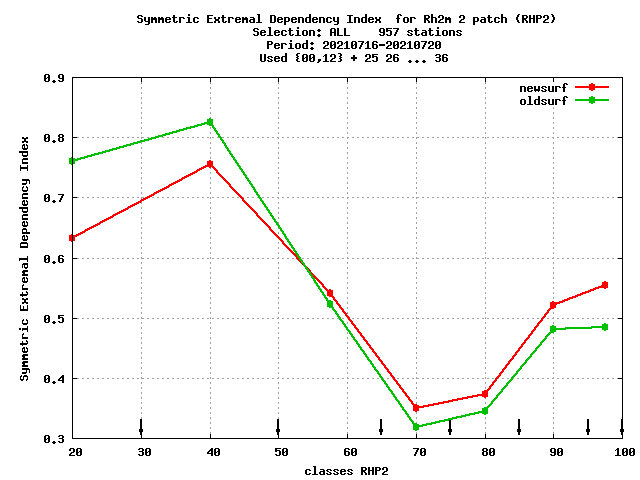 Symmetric Extremal Dependency Index  for Rh2m 2 patch (RHP2)
Selection: ALL    957 stations
Period: 20210716-20210720
Used {00,12} + 25 26 ... 36
newsurf
oldsurf
0.9
0.8
0.7
0.6
0.5
0.4
0.3
Symmetric Extremal Dependency Index
20 30 40 50 60 70 80 90 100
classes RHP2